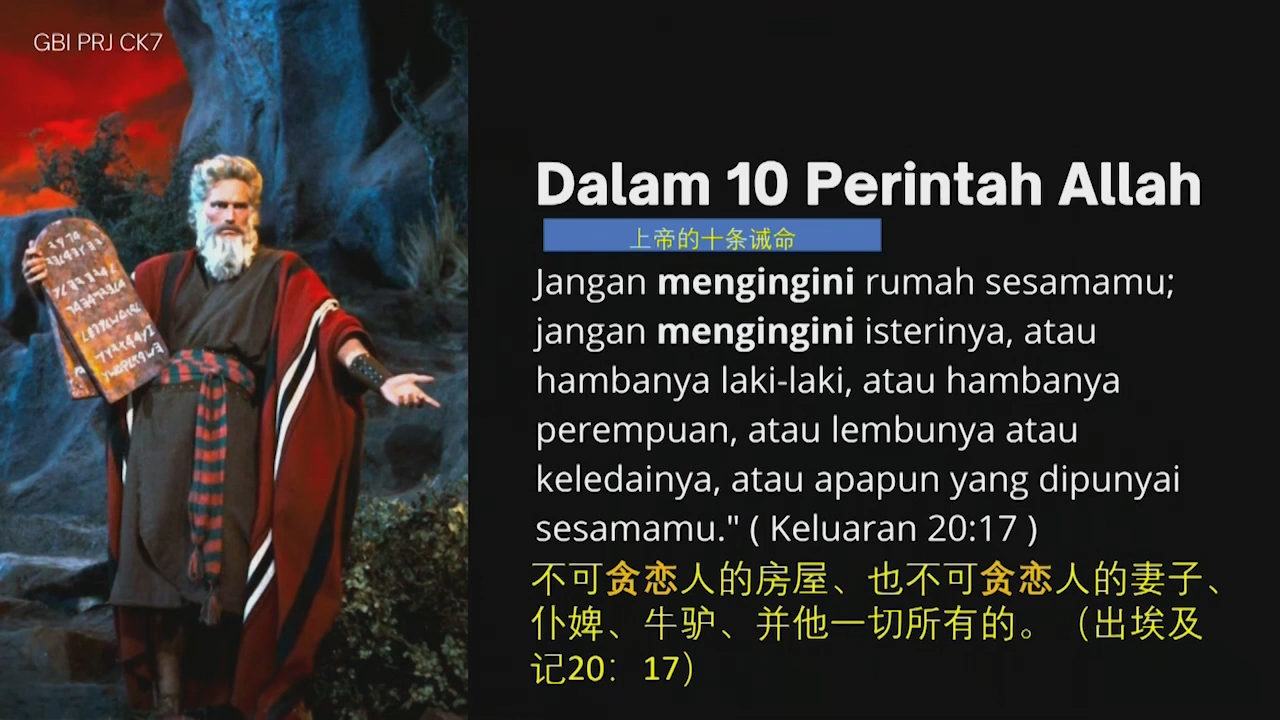 GBI PRJ CK7
Dalam 10 Perintah Allah
上帝的十条诫命
Jangan mengingini rumah sesamamu;
jangan mengingini isterinya, atau
hambanya laki-laki, atau hambanya
perempuan, atau lembunya atau
keledainya, atau apapun yang dipunyai
sesamamu." ( Keluaran 20:17 )
不可贪恋人的房屋、也不可贪恋人的妻子、
仆婢、牛驴、并他一切所有的。（出埃及
记20：17）